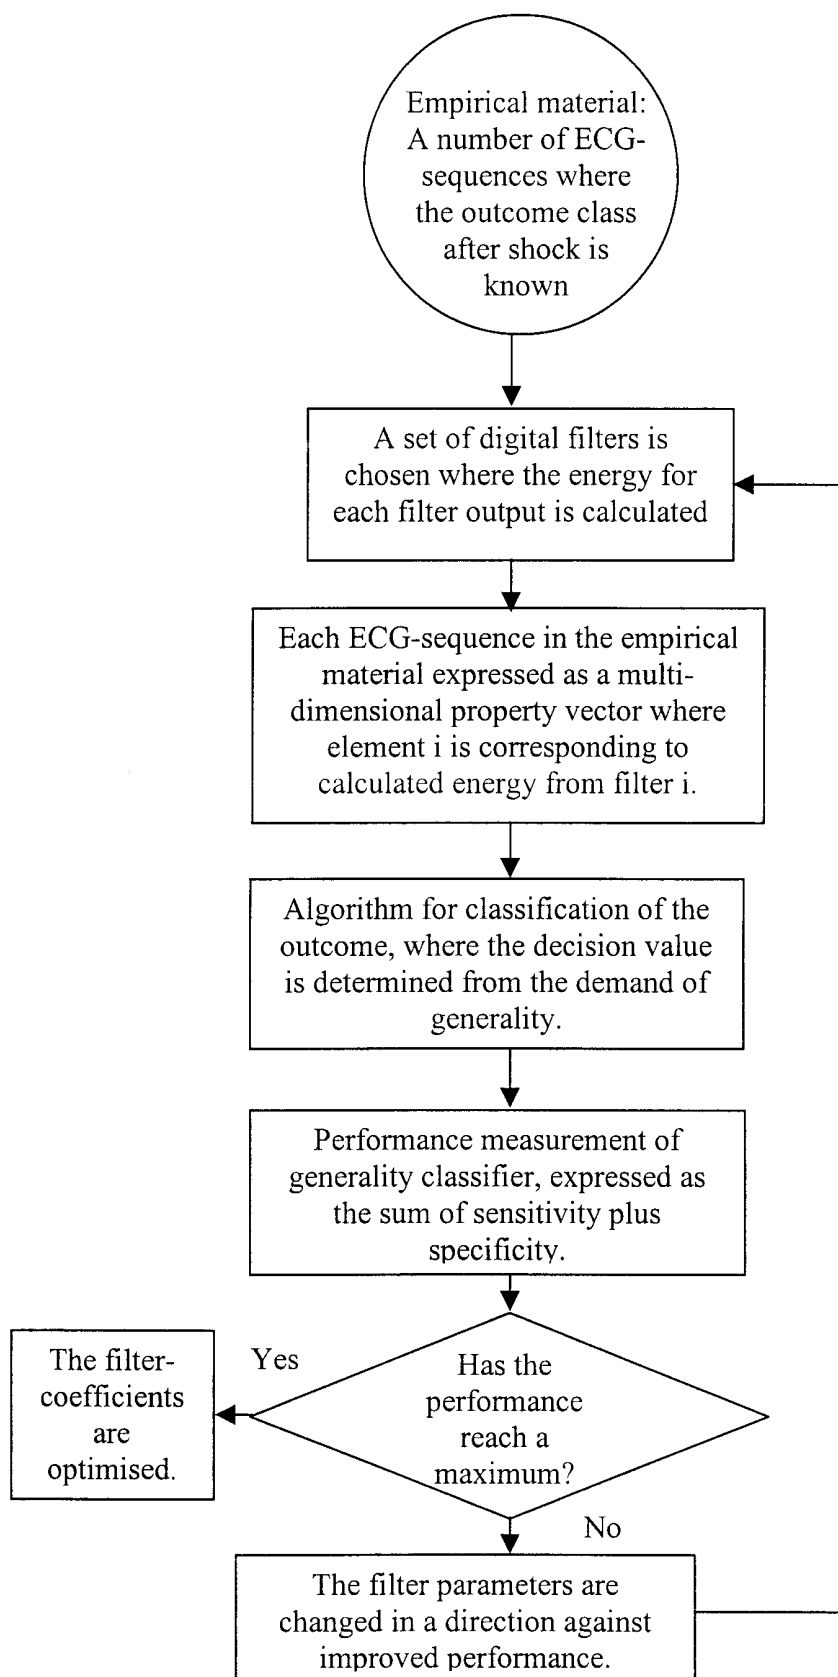 Empirical material:
A number of ECG-
sequences where
the outcome class
after shock is
known
A set of digital filters is
chosen where the energy for
each filter output is calculated
Each ECG-sequence in the empirical
material expressed as a multi-
dimensional property vector where
element i is corresponding to
calculated energy from filter i.
Algorithm for classification of the
outcome, where the decision value
is determined from the demand of
generality.
Performance measurement of
generality classifier, expressed as
the sum of sensitivity plus
specificity.
Has the
performance
reach a
maximum?
Yes
The filter-
coefficients
are
optimised.
No
The filter parameters are
changed in a direction against
improved performance.